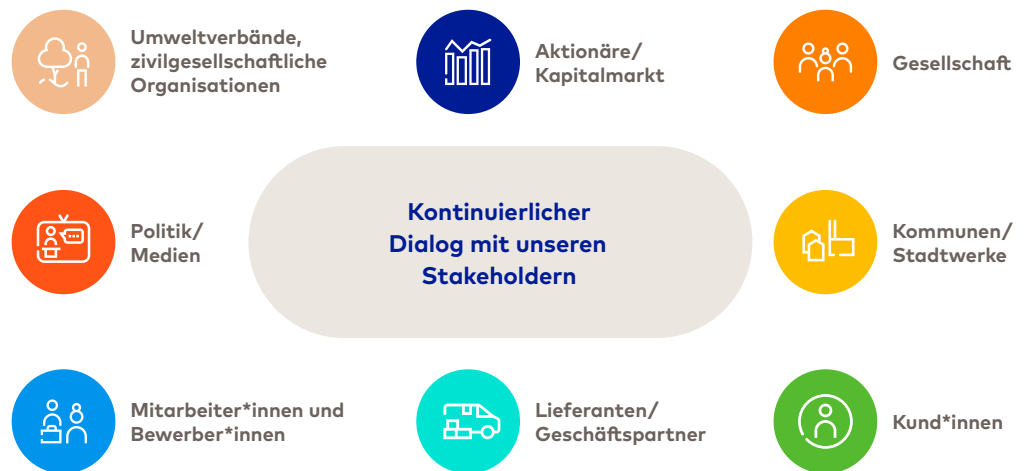 Umweltverbände,
zivilgesellschaftliche
Organisationen
Aktionäre/
Kapitalmarkt
Gesellschaft
Politik/
Medien
Kontinuierlicher
Dialog mit unseren
Stakeholdern
Kommunen/
Stadtwerke
Mitarbeiter*innen und
Bewerber*innen
Lieferanten/
Geschäftspartner
Kund*innen